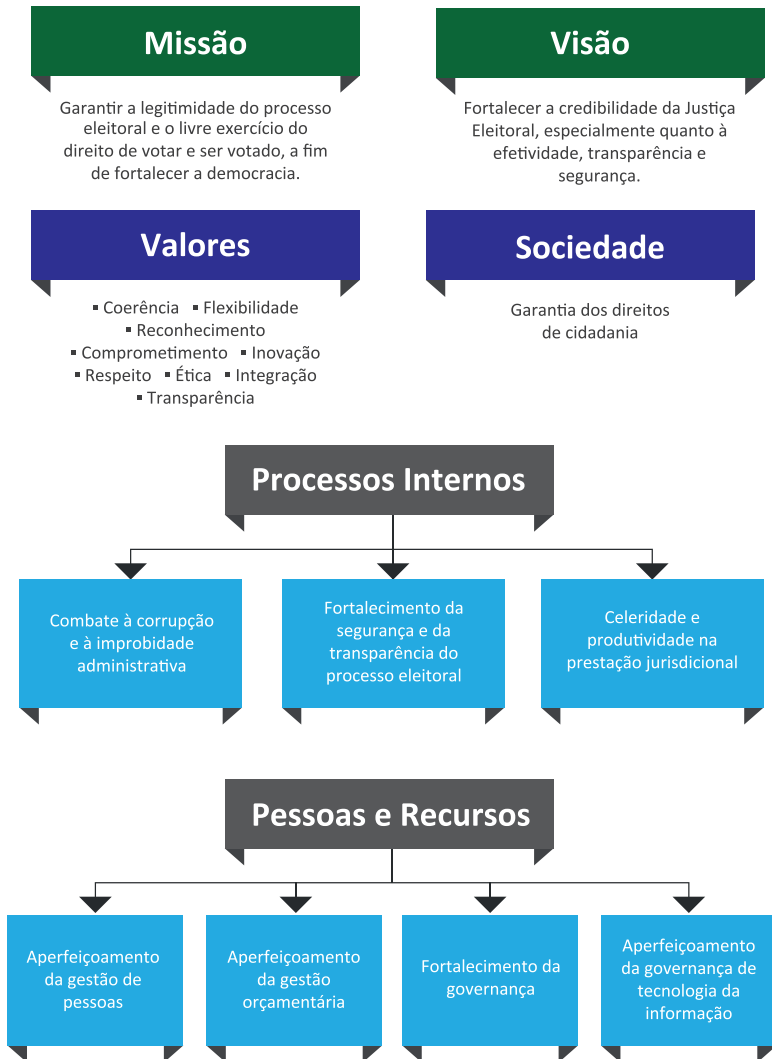 Missão
Garantir a legitimidade do processo
eleitoral e o livre exercício do
direito de votar e ser votado, a fim
de fortalecer a democracia.
Visão
Fortalecer a credibilidade da Justiça
Eleitoral, especialmente quanto à
efetividade, transparência e
segurança.
Valores
▪ Coerência ▪ Flexibilidade
▪ Reconhecimento
▪ Comprometimento ▪ Inovação
▪ Respeito ▪ Ética ▪ Integração
▪ Transparência
Sociedade
Garantia dos direitos
de cidadania
Processos Internos
Combate à corrupção
e à improbidade
administrativa
Fortalecimento da
segurança e da
transparência do
processo eleitoral
Celeridade e
produtividade na
prestação jurisdicional
Pessoas e Recursos
Aperfeiçoamento
da gestão de
pessoas
Aperfeiçoamento
da gestão
orçamentária
Fortalecimento da
governança
Aperfeiçoamento
da governança de
tecnologia da
informação